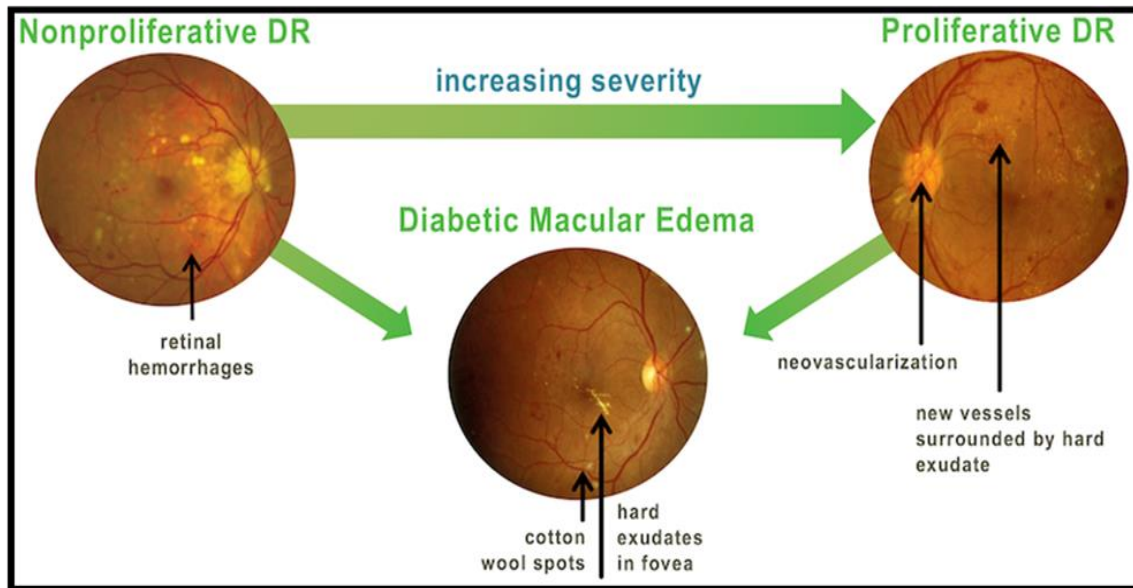 Nonproliferative DR
Proliferative DR
increasing severity
Diabetic Macular Edema
retinal
hemorrhages
neovascularization
new vessels
surrounded by hard
exudate
cotton
wool spots
hard
exudates
in fovea